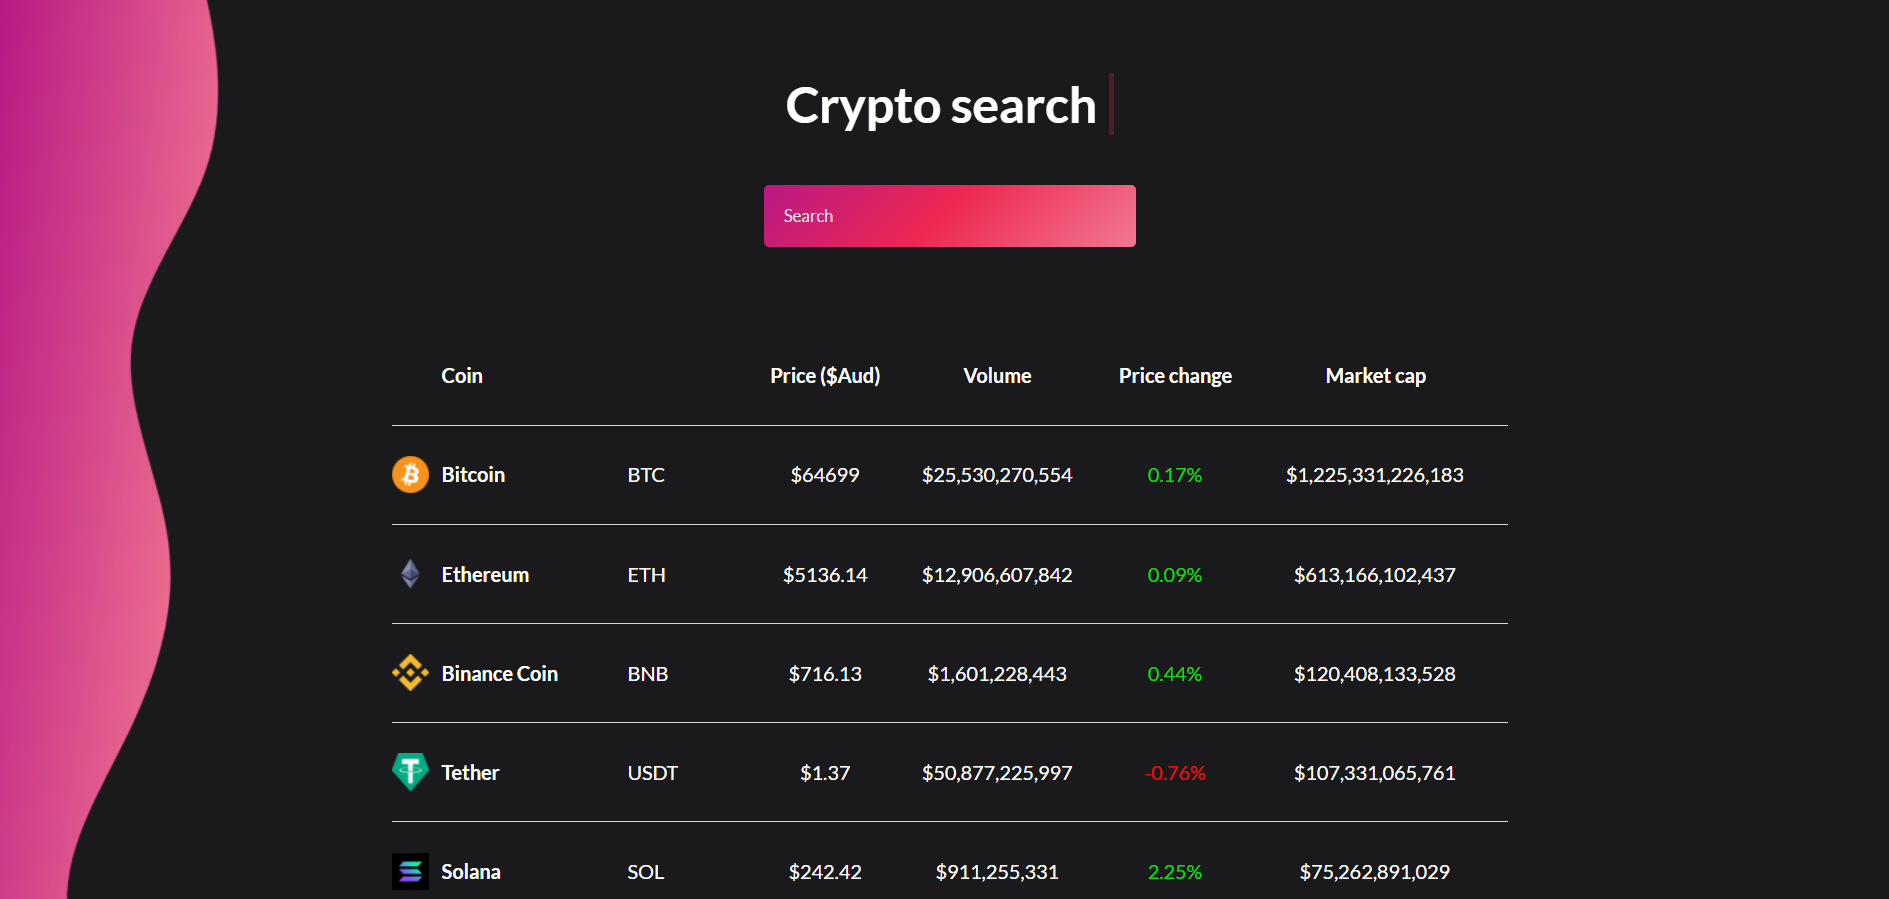 Crypto search
Search
Coin Price ($Aud) Volume Price change Market cap
Bitcoin BTC $64699 $25,530,270,554 0.17% $1,225,331,226,183
Ethereum ETH $5136.14 $12,906,607,842 0.09% $613,166,102,437
Binance Coin BNB $716.13 $1,601,228,443 0.44% $120,408,133,528
Tether USDT $1.37 $50,877,225,997 -0.76% $107,331,065,761
Solana SOL $242.42 $911,255,331 2.25% $75,262,891,029